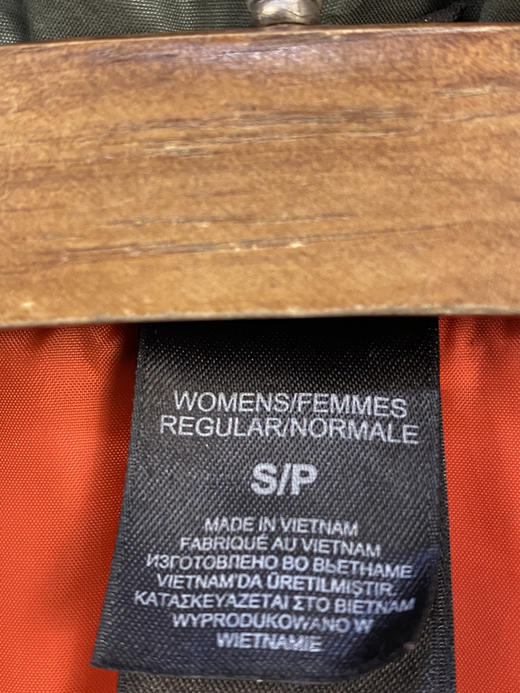 WOMENS/FEMMES
REGULAR/NORMALE
S/P
MADE IN VIETNAM
FABRIQUÉ AU VIETNAM
ИЗГОТОВЛЕНО ВО ВЬЕТНАМЕ
VIETNAM'DA ÜRETILMIŞTIR.
ΚΑΤΑΣΚΕΥΑΖΕΤΑΙ ΣΤΟ ΒΙΕΤΝΑΜ
WYPRODUKOWANO W
WIETNAMIE